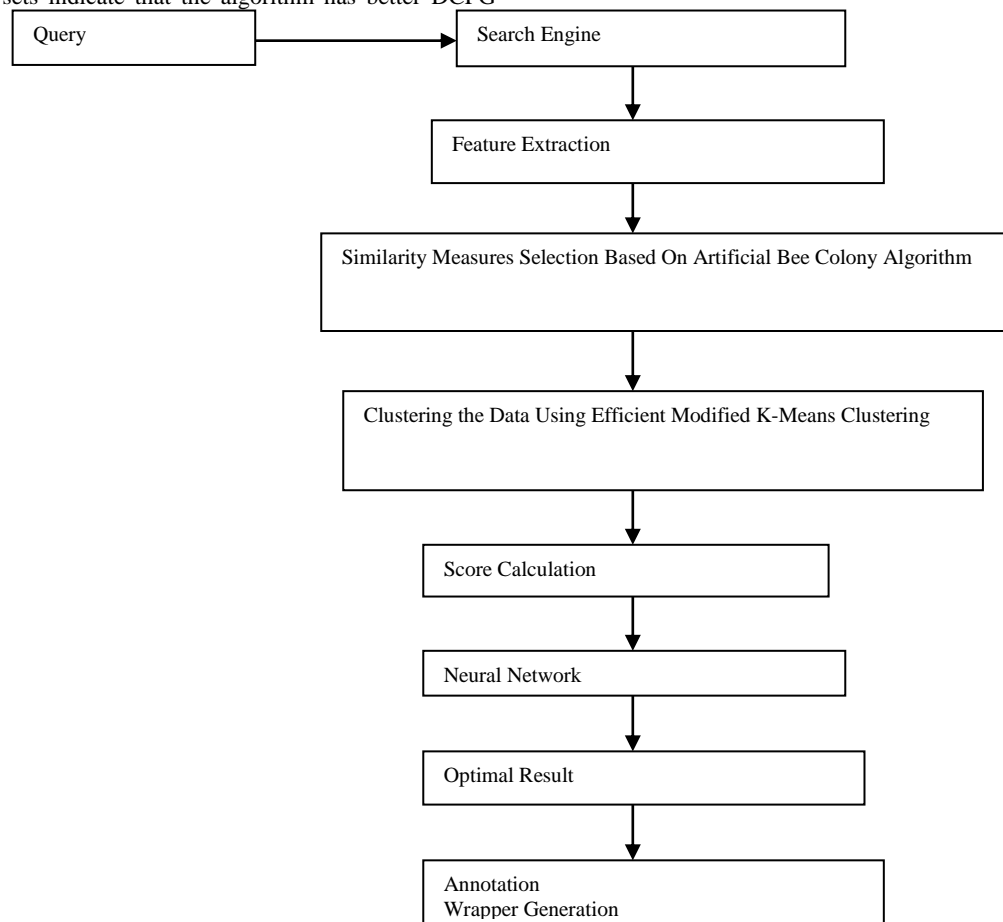 sets indicate that the algorithm has better DCFG
Query
Search Engine
Feature Extraction
Similarity Measures Selection Based On Artificial Bee Colony Algorithm
Clustering the Data Using Efficient Modified K-Means Clustering
Score Calculation
Neural Network
Optimal Result
Annotation
Wrapper Generation